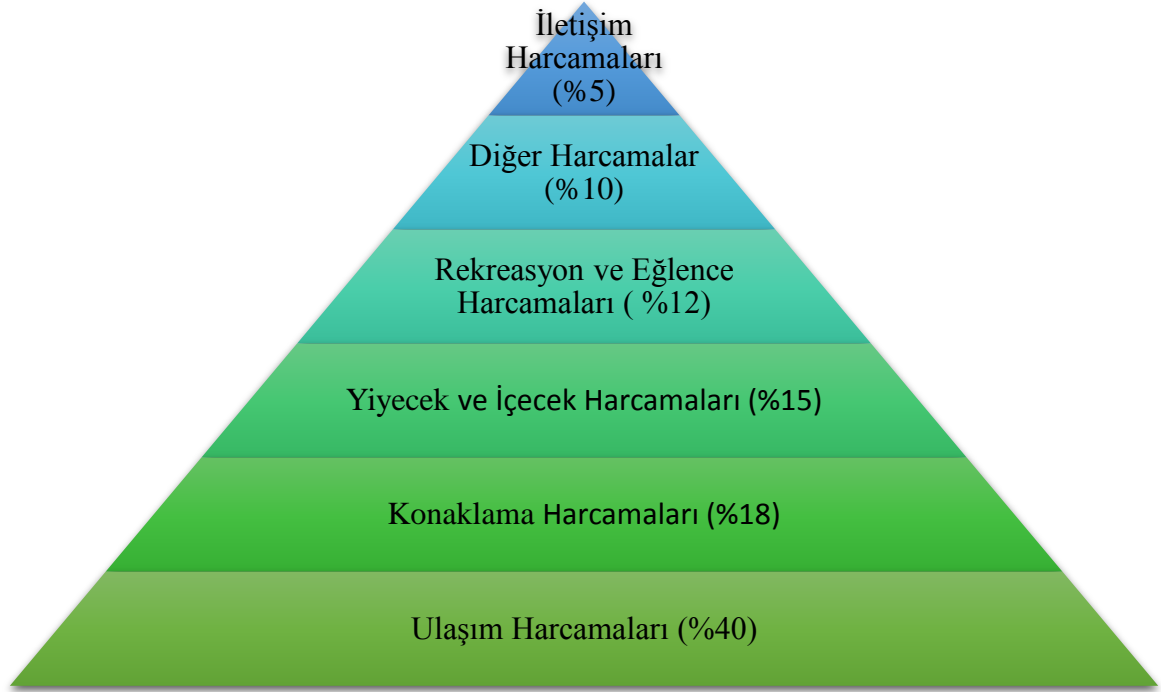 İletişim
Harcamaları
(%5)
Diğer Harcamalar
(%10)
Rekreasyon ve Eğlence
Harcamaları ( %12)
Yiyecek ve İçecek Harcamaları (%15)
Konaklama Harcamaları (%18)
Ulaşım Harcamaları (%40)